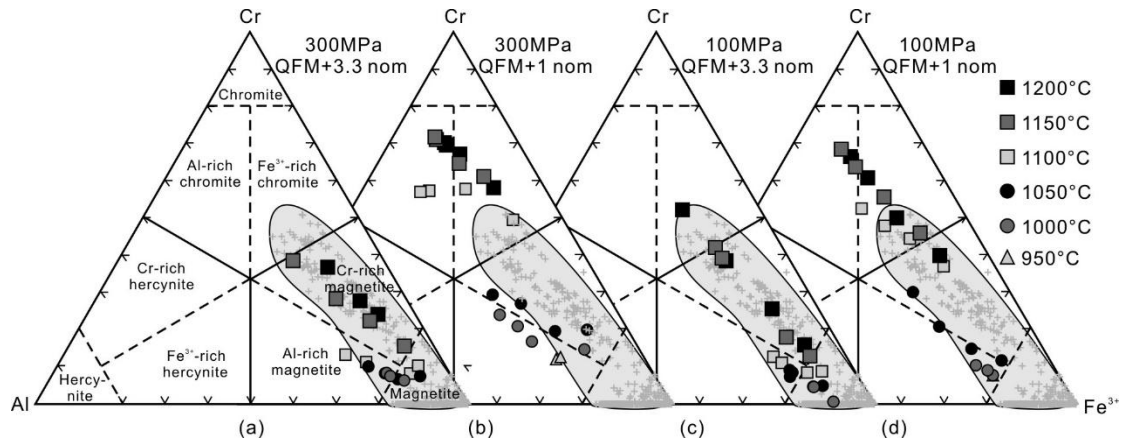 Cr
Cr
Cr
Cr
300MPa
QFM+3.3 nom
300MPa
QFM+1 nom
100MPa
QFM+3.3 nom
100MPa
QFM+1 nom
Chromite
Al-rich
chromite
Fe³⁺-rich
chromite
Cr-rich
hercynite
Cr-rich
magnetite
Fe³⁺-rich
hercynite
Al-rich
magnetite
Hercy-
nite
Magnetite
1200°C
1150°C
1100°C
1050°C
1000°C
950°C
Al
Fe³⁺
(a)
(b)
(c)
(d)